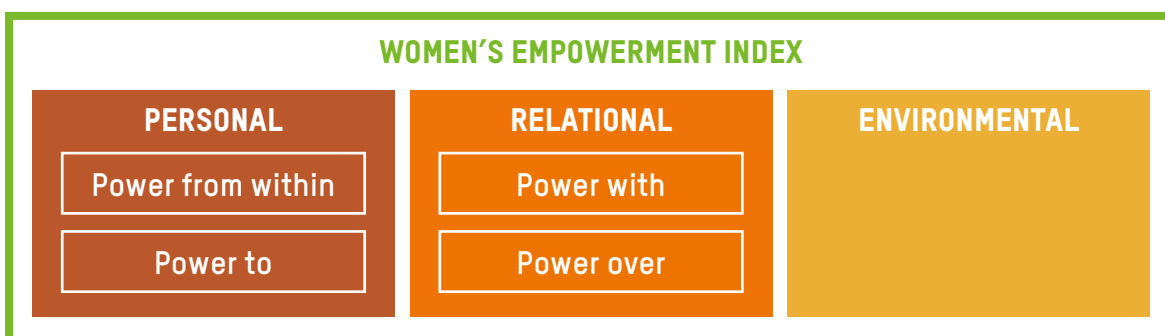 WOMEN'S EMPOWERMENT INDEX
PERSONAL
Power from within
Power to
RELATIONAL
Power with
Power over
ENVIRONMENTAL